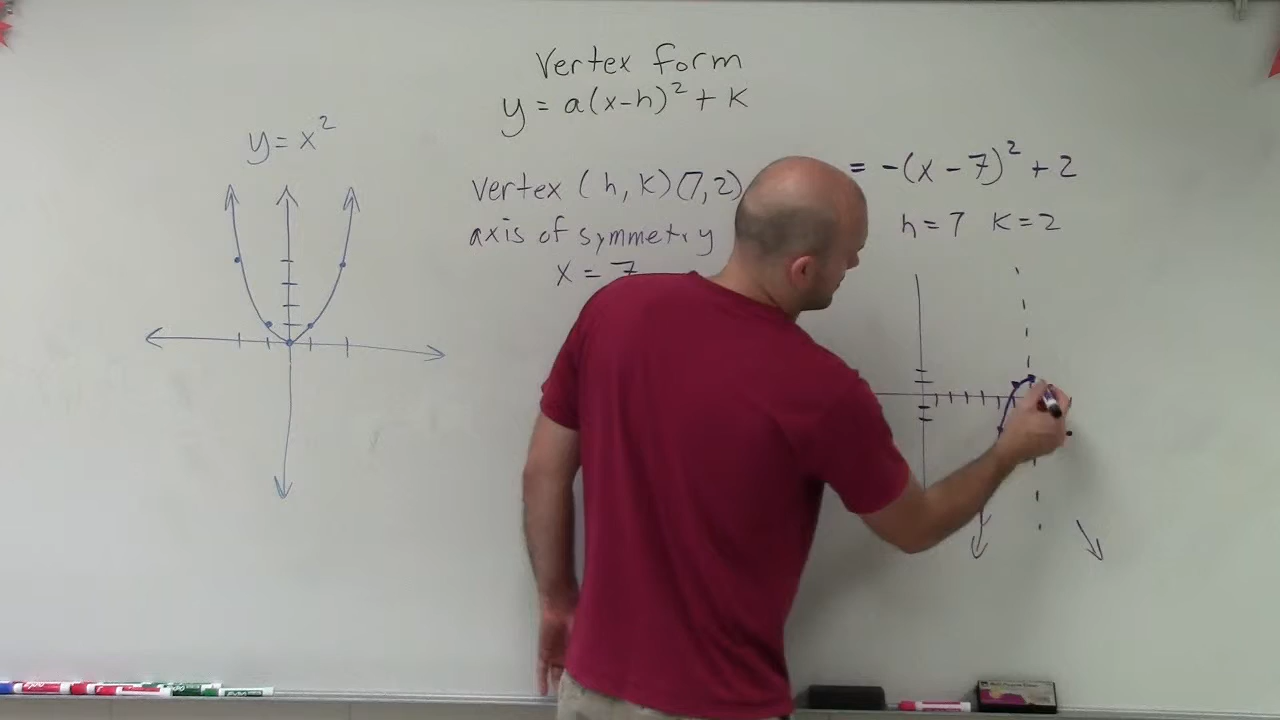 Vertex form
y = a(x-h)² + k
y = x²
Vertex (h, k) (7, 2)
axis of symmetry
x = 7
= -(x - 7)² + 2
h = 7 k = 2